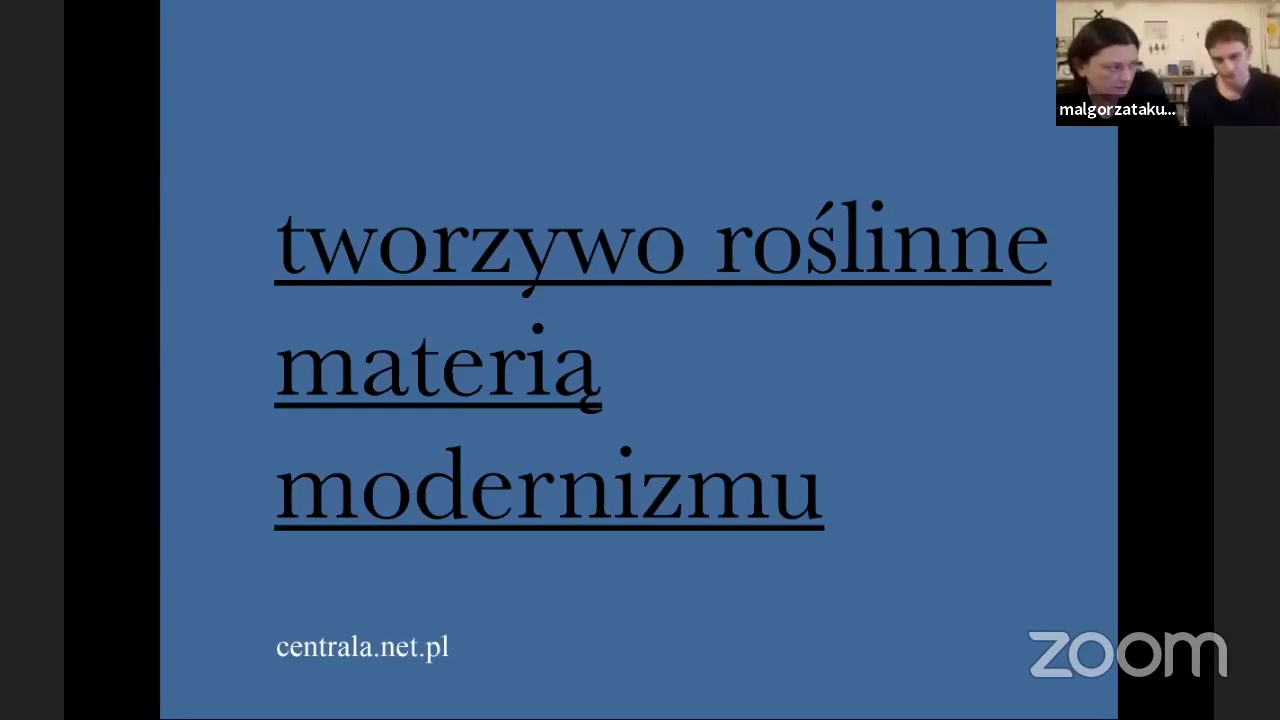 malgorzataku...
tworzywo roślinne
materią
modernizmu
centrala.net.pl
zoom